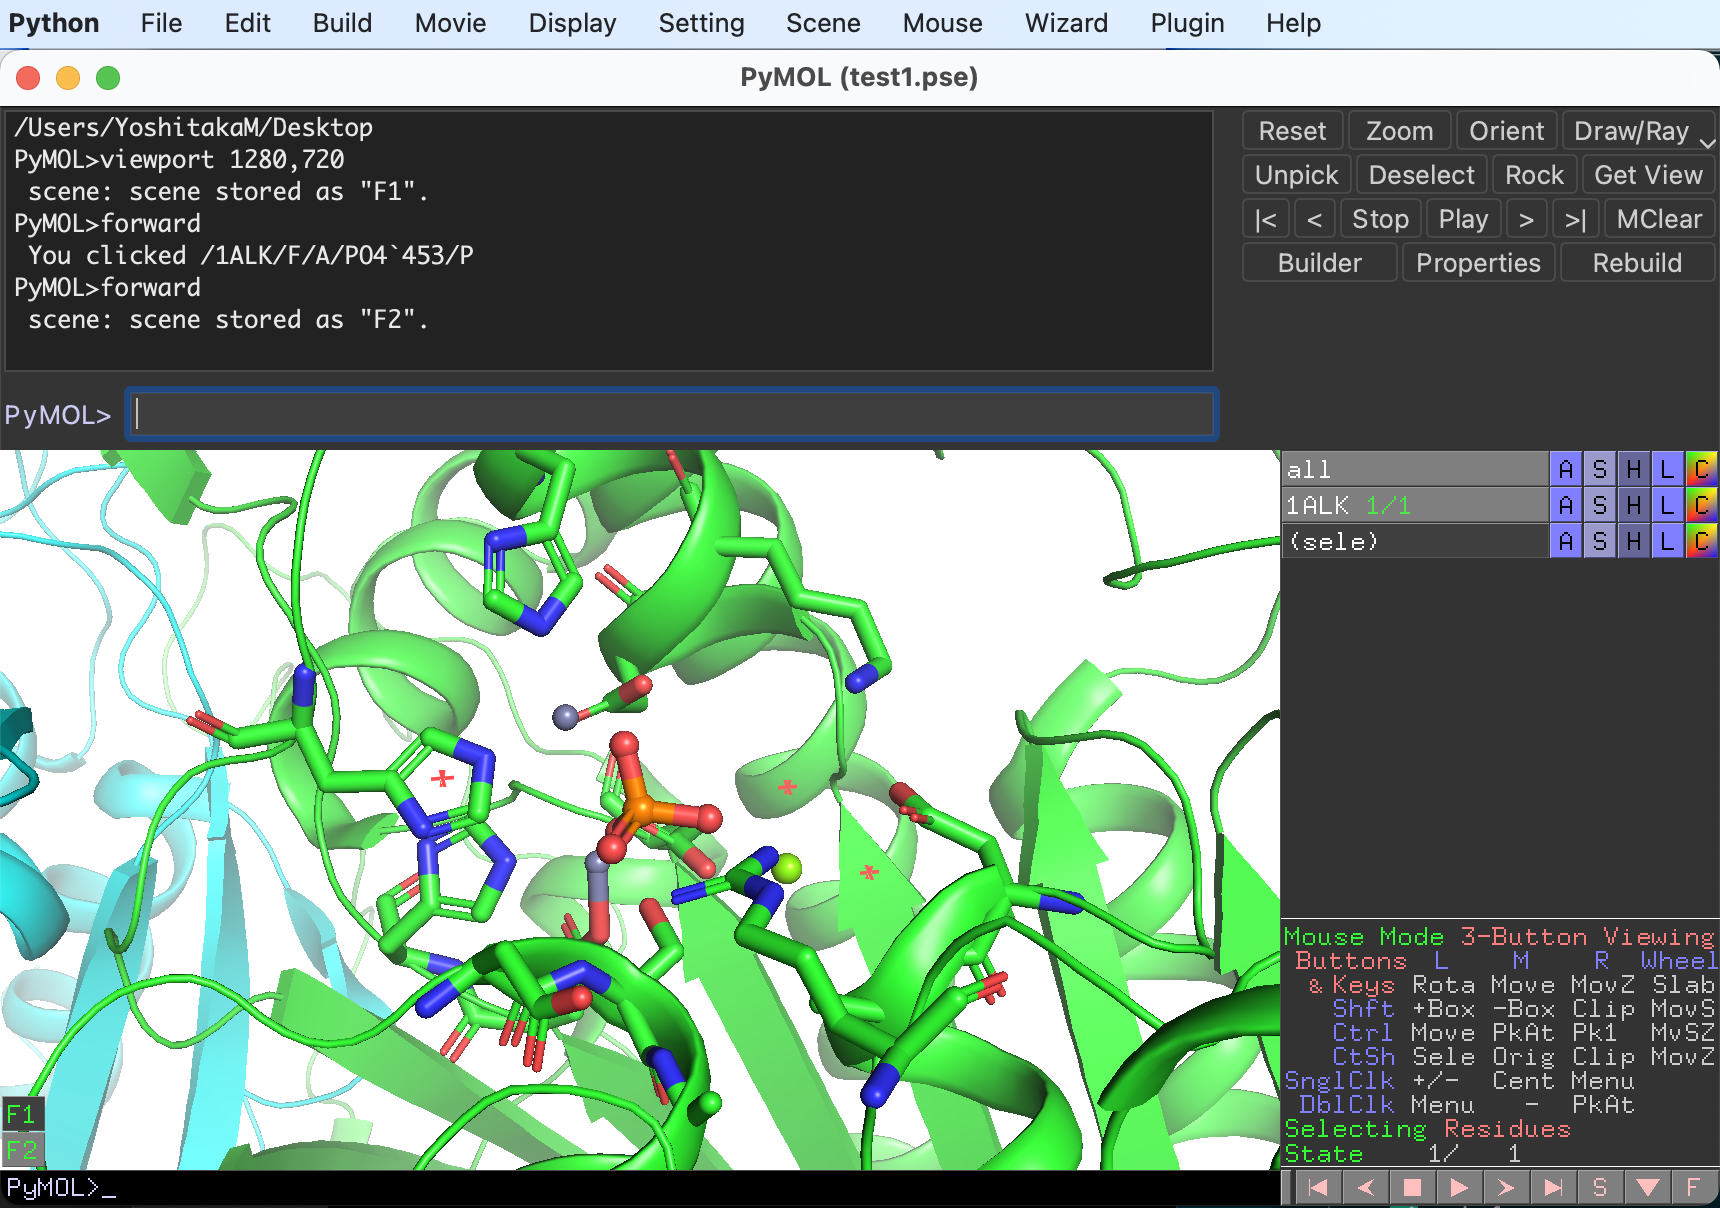 Python File Edit Build Movie Display Setting Scene Mouse Wizard Plugin Help
PyMOL (test1.pse)
/Users/YoshitakaM/Desktop
PyMOL>viewport 1280,720
scene: scene stored as "F1".
PyMOL>forward
You clicked /1ALK/F/A/PO4`453/P
PyMOL>forward
scene: scene stored as "F2".
Reset Zoom Orient Draw/Ray
Unpick Deselect Rock Get View
|< < Stop Play > >| MClear
Builder Properties Rebuild
PyMOL>
all A S H L C
1ALK 1/1 A S H L C
(sele) A S H L C
Mouse Mode 3-Button Viewing
Buttons L M R Wheel
& Keys Rota Move MovZ Slab
Shft +Box -Box Clip MovS
Ctrl Move PkAt Pk1 MvSZ
CtSh Sele Orig Clip MovZ
SnglClk +/- Cent Menu
DblClk Menu - PkAt
Selecting Residues
State 1/ 1
F1
F2
PyMOL>_
S F